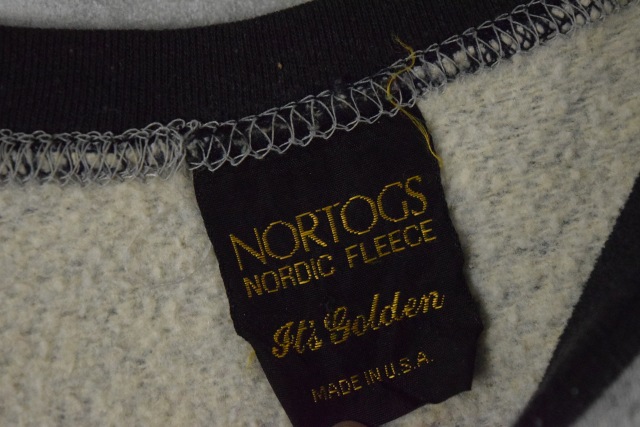 NORTOGS
NORDIC FLEECE
It's Golden
MADE IN U.S.A.